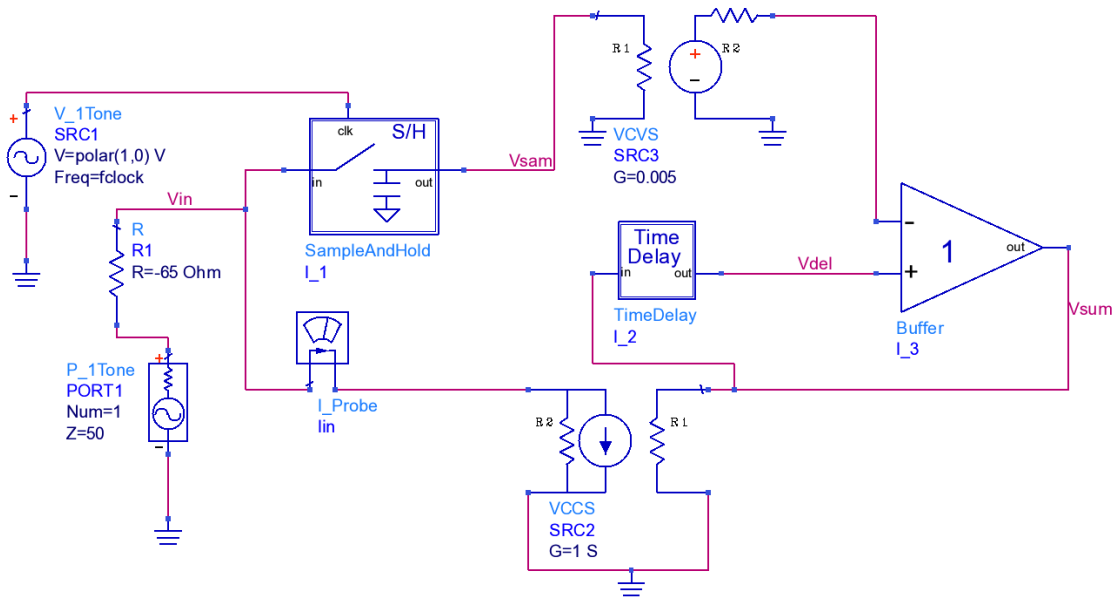 R1
R2
+
−
V_1Tone
SRC1
V=polar(1,0) V
Freq=fclock
+
−
clk
S/H
in
out
Vsam
VCVS
SRC3
G=0.005
Vin
R
R1
R=-65 Ohm
SampleAndHold
I_1
Time
Delay
in
out
Vdel
TimeDelay
I_2
−
+
1
out
Buffer
I_3
Vsum
P_1Tone
PORT1
Num=1
Z=50
+
−
I_Probe
Iin
R2
R1
VCCS
SRC2
G=1 S